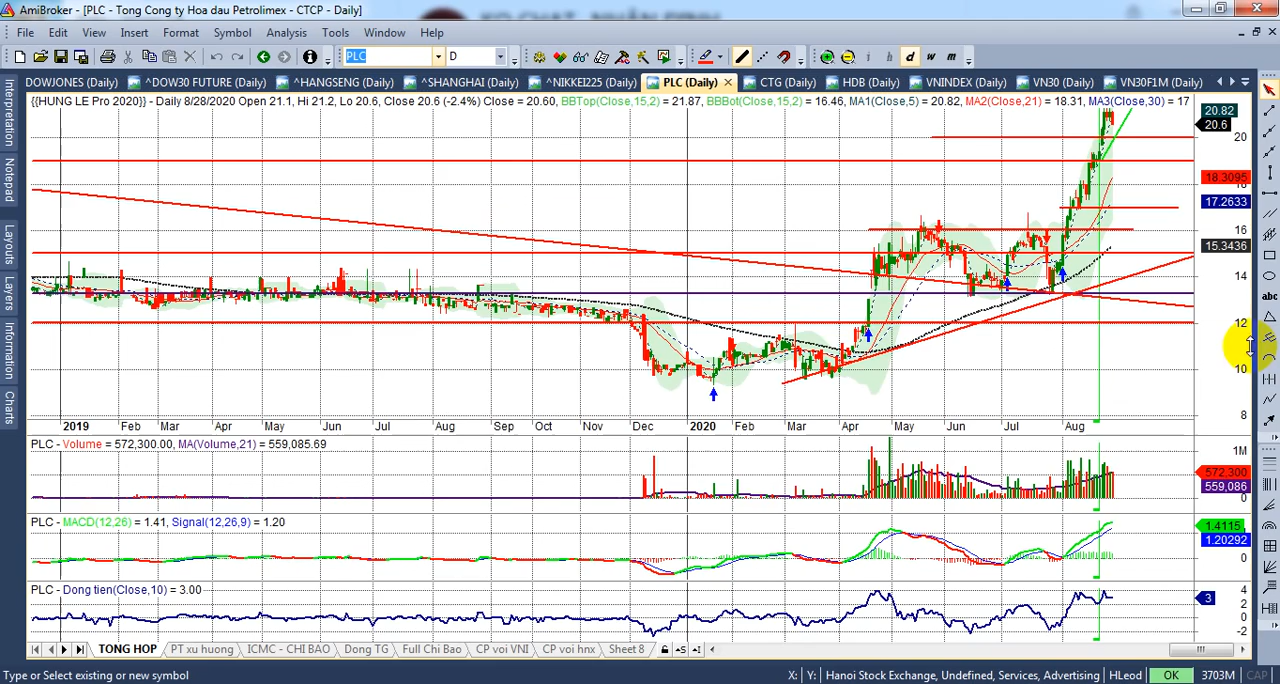 AmiBroker - [PLC - Tong Cong ty Hoa dau Petrolimex - CTCP - Daily]
File Edit View Insert Format Symbol Analysis Tools Window Help
PLC D i h d w m
DOWJONES (Daily) ^DOW30 FUTURE (Daily) ^HANGSENG (Daily) ^SHANGHAI (Daily) ^NIKKEI225 (Daily) PLC (Daily) CTG (Daily) HDB (Daily) VNINDEX (Daily) VN30 (Daily) VN30F1M (Daily)
Interpretation
Notepad
Layouts
Layers
Information
Charts
{{HUNG LE Pro 2020}} - Daily 8/28/2020 Open 21.1, Hi 21.2, Lo 20.6, Close 20.6 (-2.4%) Close = 20.60, BBTop(Close,15,2) = 21.87, BBBot(Close,15,2) = 16.46, MA1(Close,5) = 20.82, MA2(Close,21) = 18.31, MA3(Close,30) = 17
20.82
20.6
20
18.3095
18
17.2633
16
15.3436
14
12
10
8
abc
2019 Feb Mar Apr May Jun Jul Aug Sep Oct Nov Dec 2020 Feb Mar Apr May Jun Jul Aug
PLC - Volume = 572,300.00, MA(Volume,21) = 559,085.69
1M
572,300
559,086
0
PLC - MACD(12,26) = 1.41, Signal(12,26,9) = 1.20
1.4115
1.20292
0
PLC - Dong tien(Close,10) = 3.00
4
3
2
0
-2
TONG HOP PT xu huong ICMC - CHI BAO Dong TG Full Chi Bao CP voi VNI CP voi hnx Sheet 8
Type or Select existing or new symbol X: Y: Hanoi Stock Exchange, Undefined, Services, Advertising HLeod OK 3703M CAP